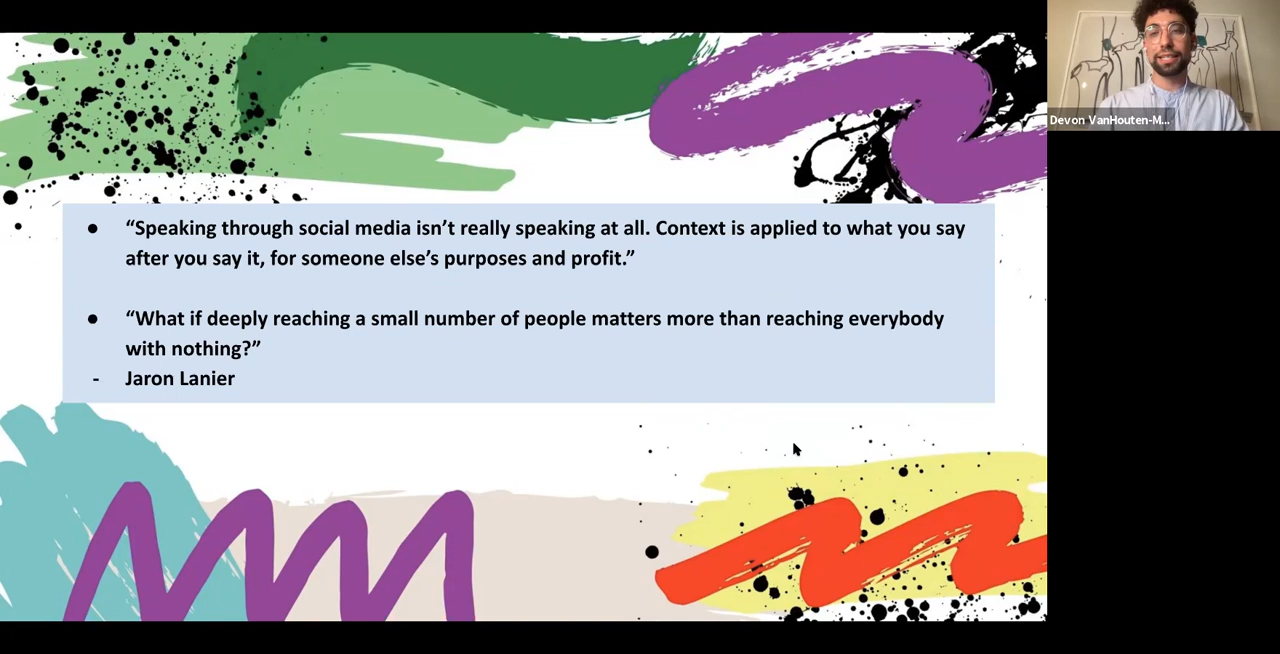 Devon VanHouten-M...
● “Speaking through social media isn’t really speaking at all. Context is applied to what you say
after you say it, for someone else’s purposes and profit.”
● “What if deeply reaching a small number of people matters more than reaching everybody
with nothing?”
- Jaron Lanier